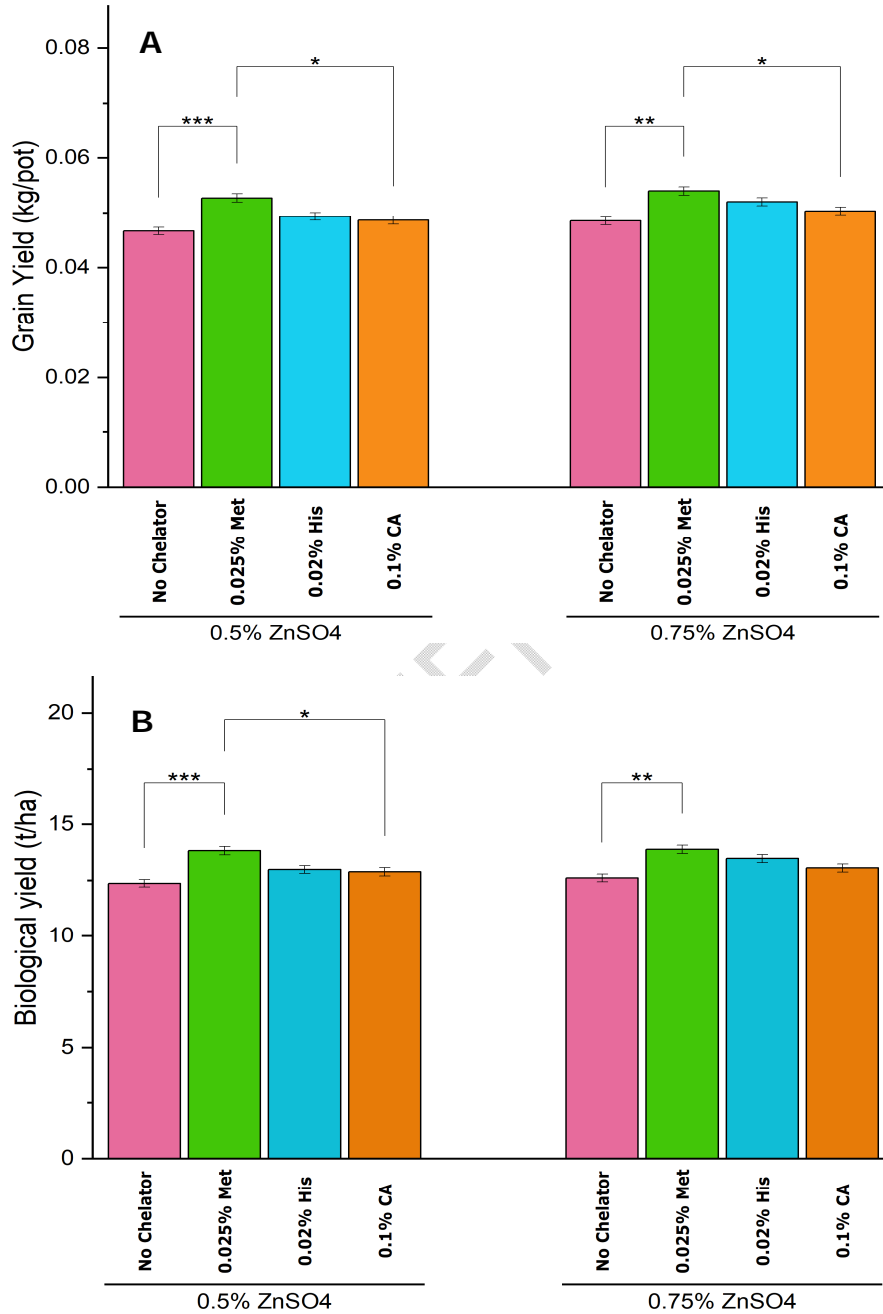 A
Grain Yield (kg/pot)
0.08
0.06
0.04
0.02
0.00
***
*
**
*
No Chelator
0.025% Met
0.02% His
0.1% CA
No Chelator
0.025% Met
0.02% His
0.1% CA
0.5% ZnSO4
0.75% ZnSO4
B
Biological yield (t/ha)
20
15
10
5
0
***
*
**
No Chelator
0.025% Met
0.02% His
0.1% CA
No Chelator
0.025% Met
0.02% His
0.1% CA
0.5% ZnSO4
0.75% ZnSO4